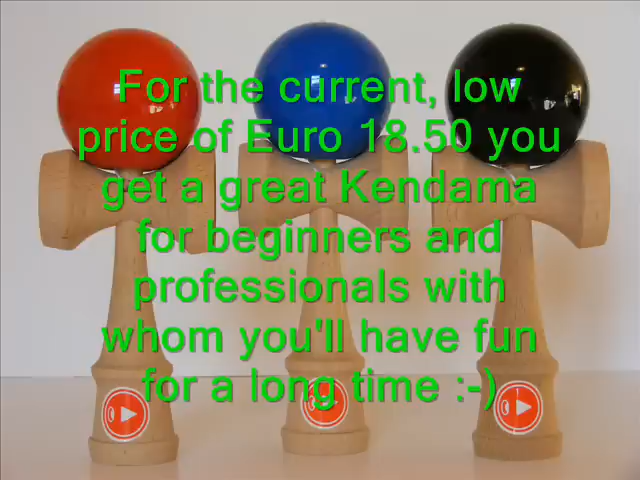 For the current, low
price of Euro 18.50 you
get a great Kendama
for beginners and
professionals with
whom you'll have fun
for a long time :-)